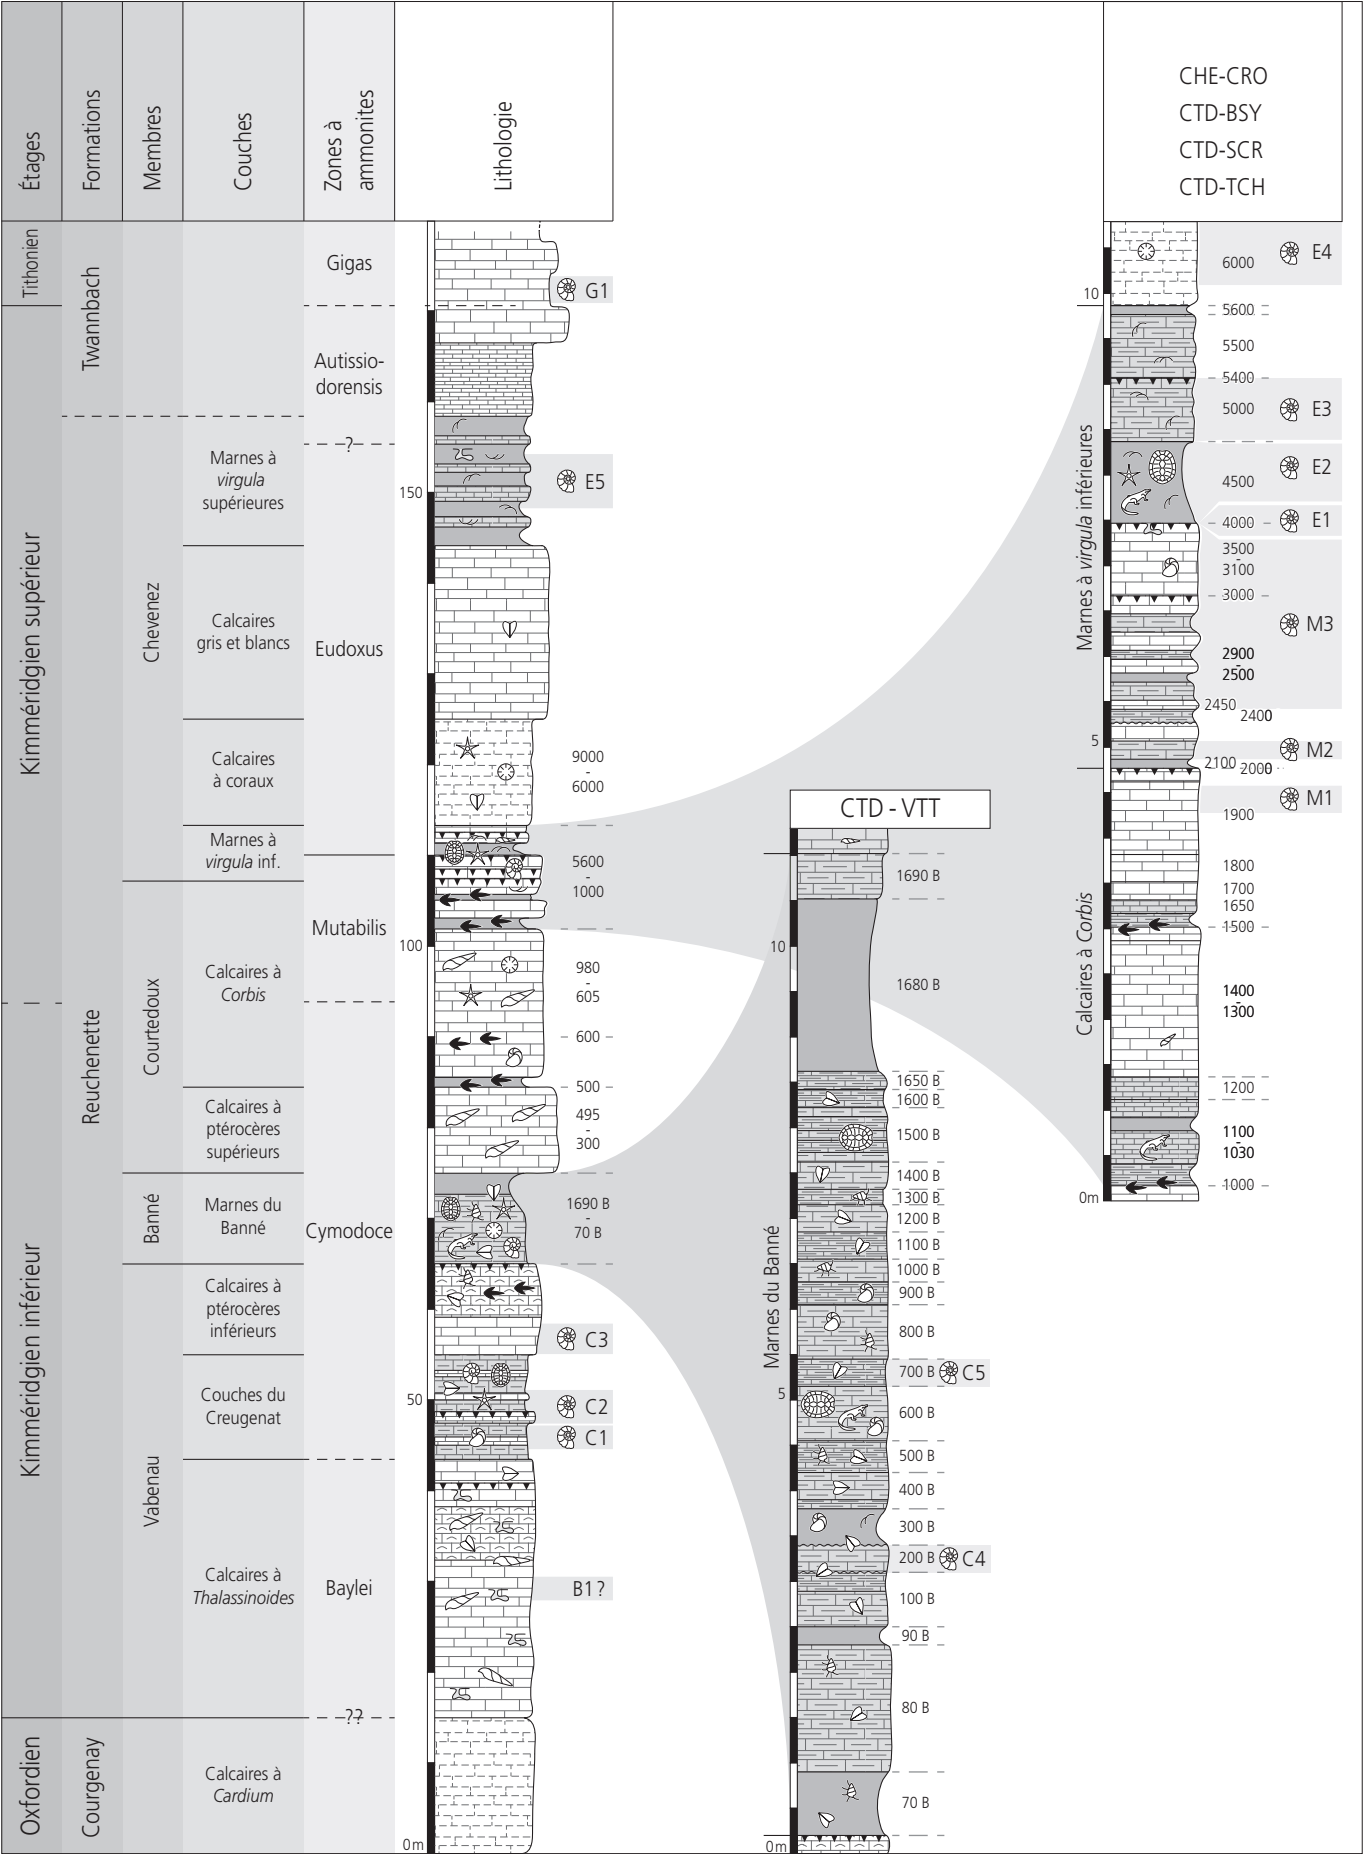 Étages
Formations
Membres
Couches
Zones à
ammonites
Lithologie
Tithonien
Kimméridgien supérieur
Kimméridgien inférieur
Oxfordien
Twannbach
Reuchenette
Courgenay
Chevenez
Courtedoux
Banné
Vabenau
Marnes à
virgula
supérieures
Calcaires
gris et blancs
Calcaires
à coraux
Marnes à
virgula inf.
Calcaires à
Corbis
Calcaires à
ptérocères
supérieurs
Marnes du
Banné
Calcaires à
ptérocères
inférieurs
Couches du
Creugenat
Calcaires à
Thalassinoides
Calcaires à
Cardium
Gigas
Autissio-
dorensis
?
Eudoxus
Mutabilis
Cymodoce
Baylei
??
150
100
50
0m
G1
E5
9000
-
6000
5600
-
1000
980
-
605
600
500
495
-
300
1690 B
-
70 B
C3
C2
C1
B1?
CTD - VTT
Marnes du Banné
10
5
0m
1690 B
1680 B
1650 B
1600 B
1500 B
1400 B
1300 B
1200 B
1100 B
1000 B
900 B
800 B
700 B C5
600 B
500 B
400 B
300 B
200 B C4
100 B
90 B
80 B
70 B
CHE-CRO
CTD-BSY
CTD-SCR
CTD-TCH
Marnes à virgula inférieures
Calcaires à Corbis
10
5
0m
6000 E4
5600
5500
5400
5000 E3
E2
4500
4000 E1
3500
-
3100
3000
M3
2900
-
2500
2450
2400
M2
2100 2000
M1
1900
1800
1700
1650
1500
1400
-
1300
1200
1100
-
1030
1000